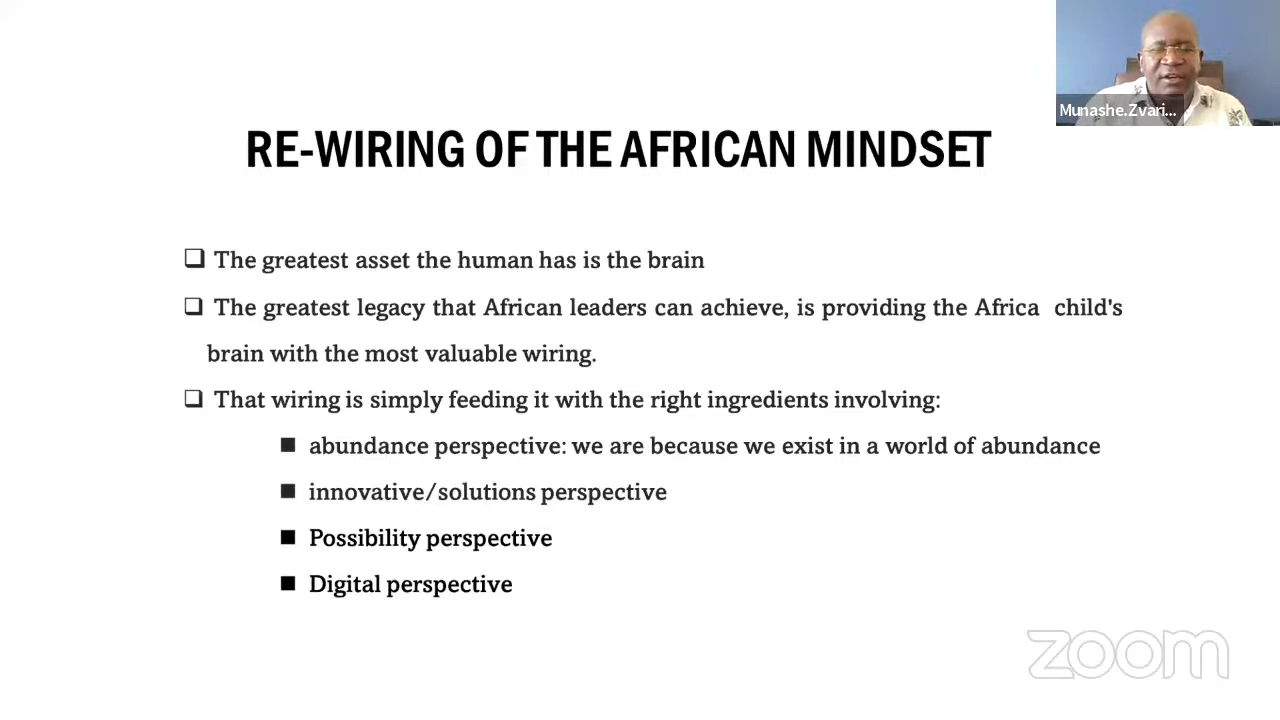 Munashe.Zvari...
RE-WIRING OF THE AFRICAN MINDSET
❑ The greatest asset the human has is the brain
❑ The greatest legacy that African leaders can achieve, is providing the Africa child's
brain with the most valuable wiring.
❑ That wiring is simply feeding it with the right ingredients involving:
■ abundance perspective: we are because we exist in a world of abundance
■ innovative/solutions perspective
■ Possibility perspective
■ Digital perspective
zoom